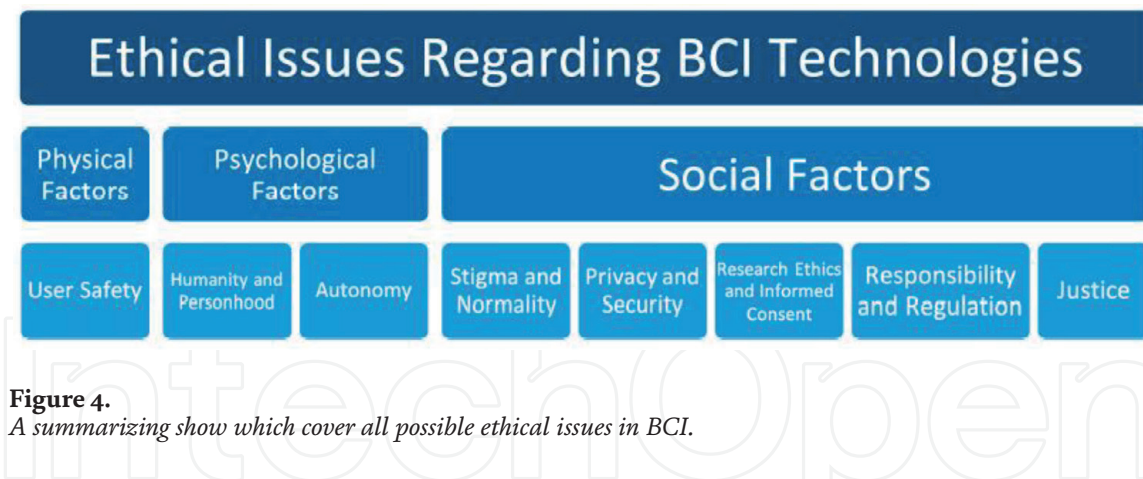 Ethical Issues Regarding BCI Technologies
Physical
Factors
Psychological
Factors
Social Factors
User Safety
Humanity and
Personhood
Autonomy
Stigma and
Normality
Privacy and
Security
Research Ethics
and Informed
Consent
Responsibility
and Regulation
Justice
IntechOpen
Figure 4.
A summarizing show which cover all possible ethical issues in BCI.